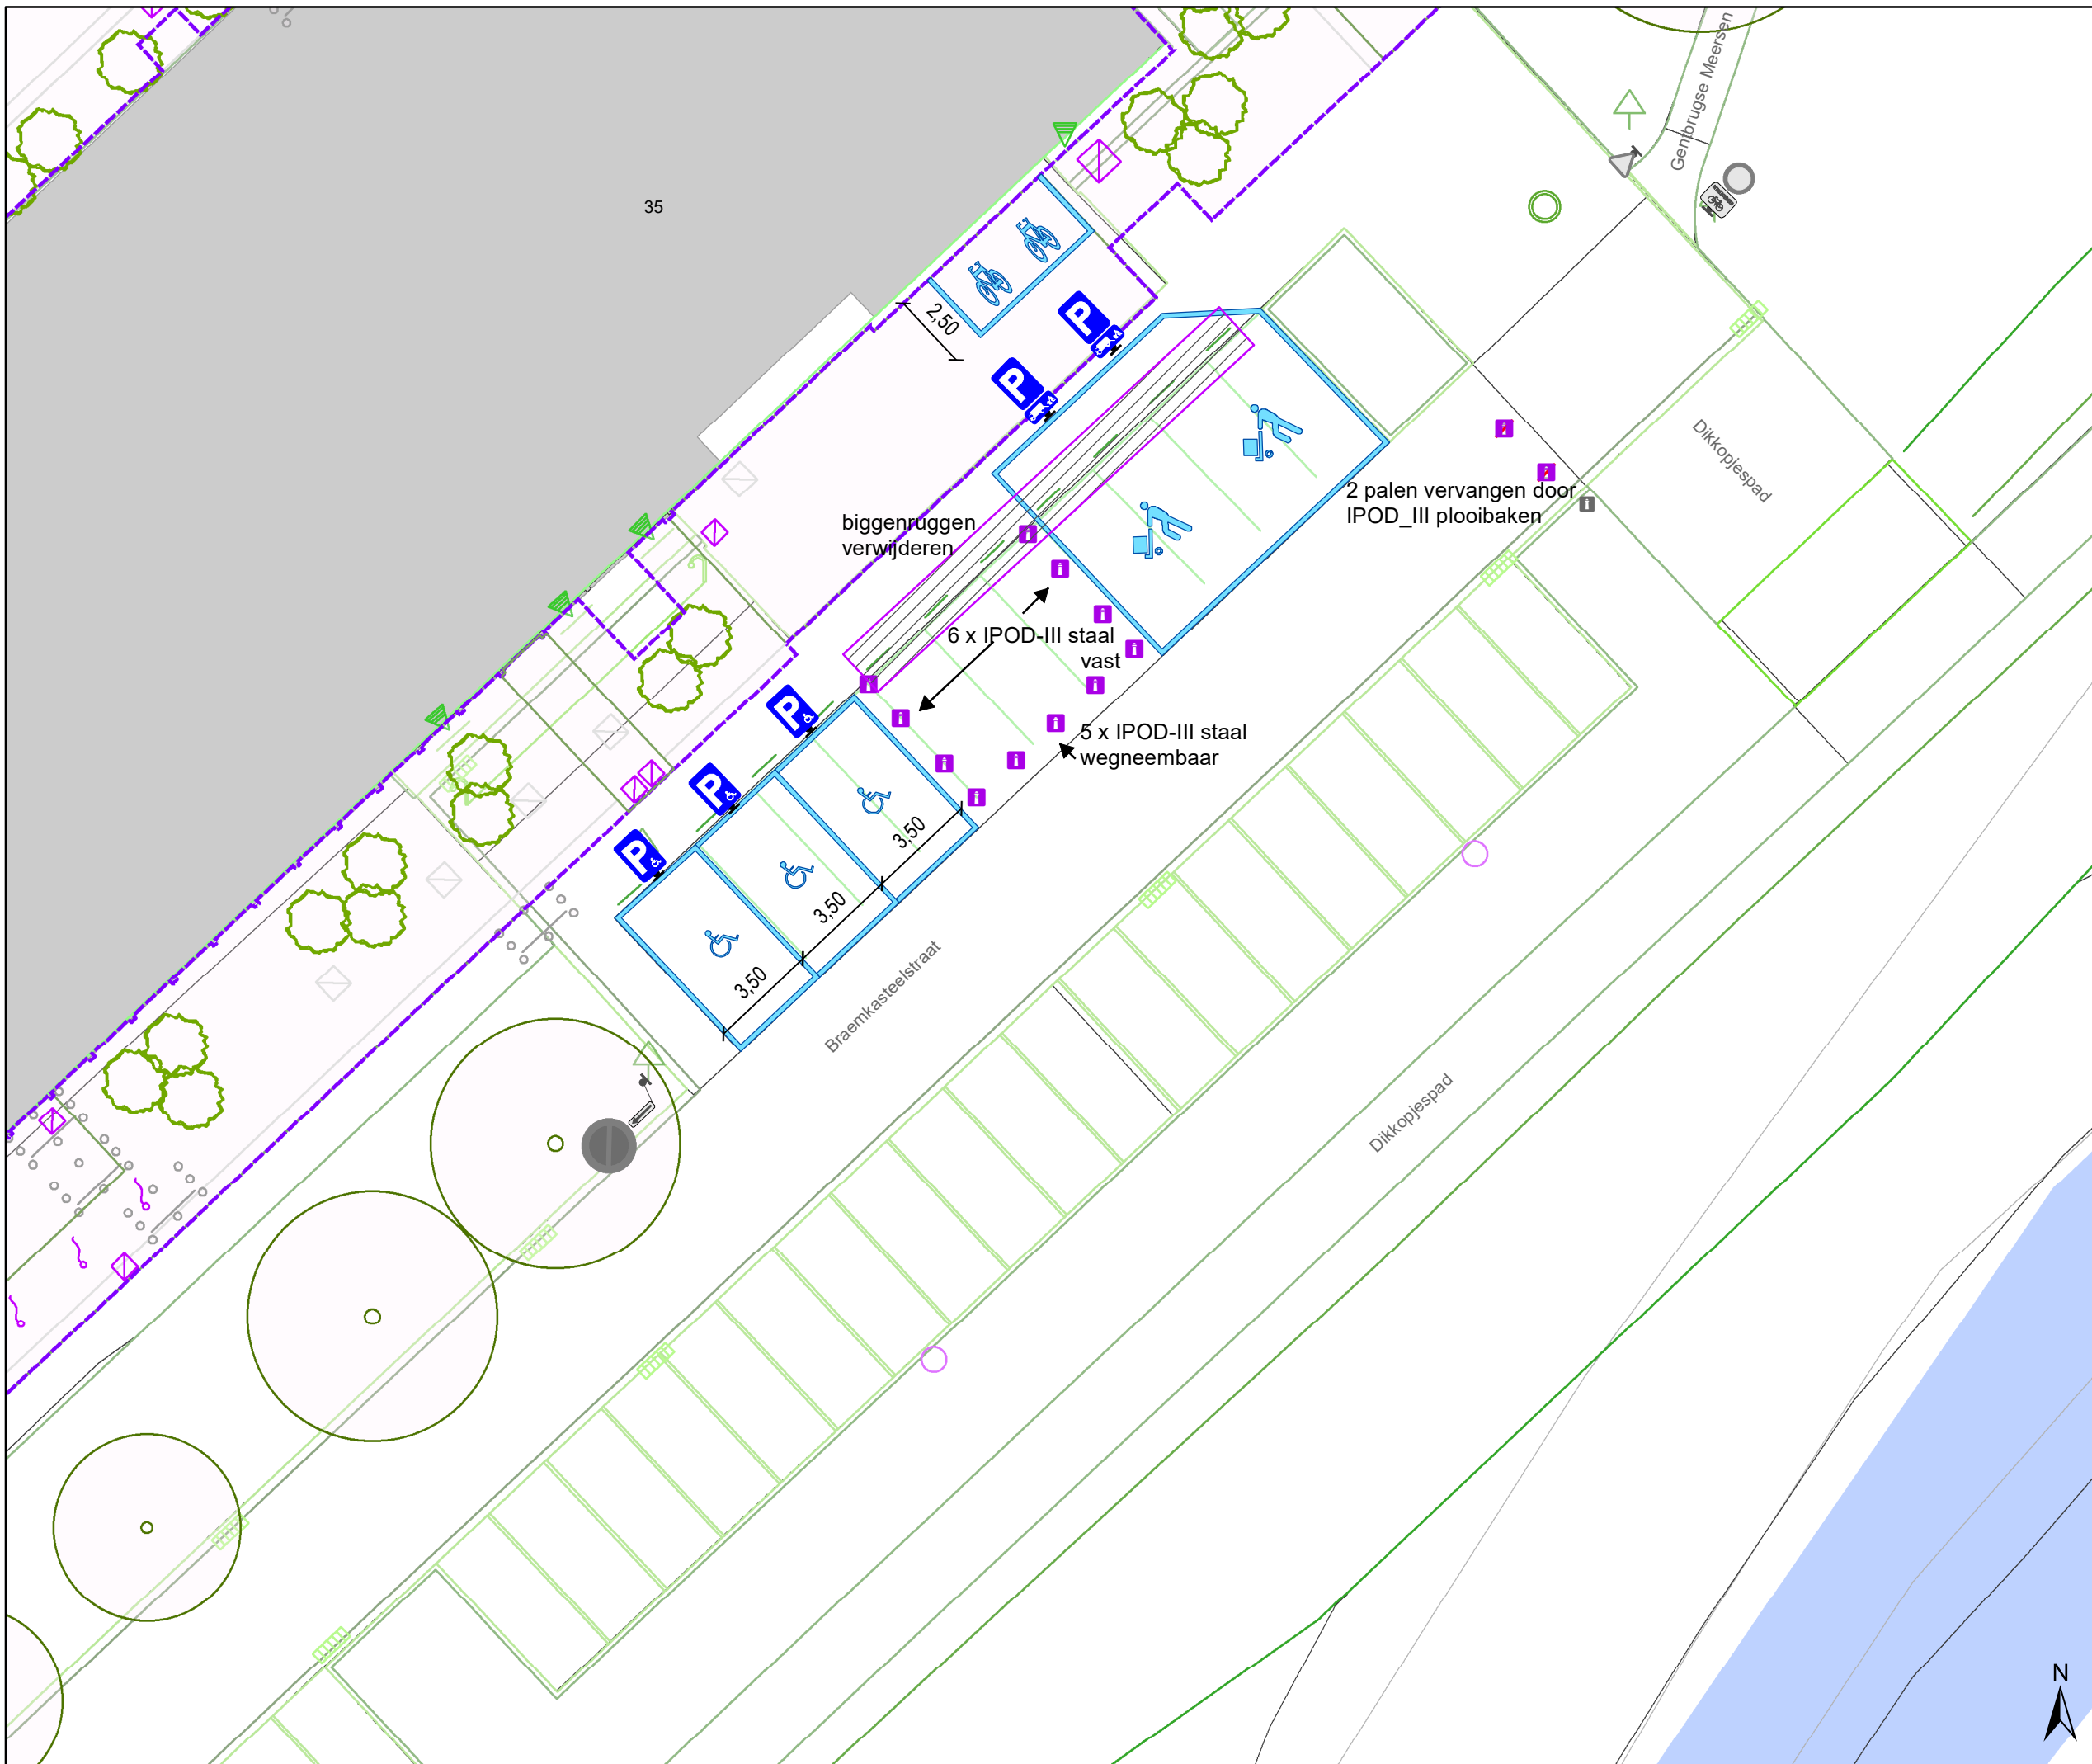 Gentbrugse Meersen
35
P
2,50
P
Dikkopjespad
2 palen vervangen door
IPOD_III plooibaken
biggenruggen
verwijderen
6 x IPOD-III staal
vast
P
5 x IPOD-III staal
wegneembaar
P
3,50
P
3,50
3,50
Braemkasteelstraat
Dikkopjespad
N